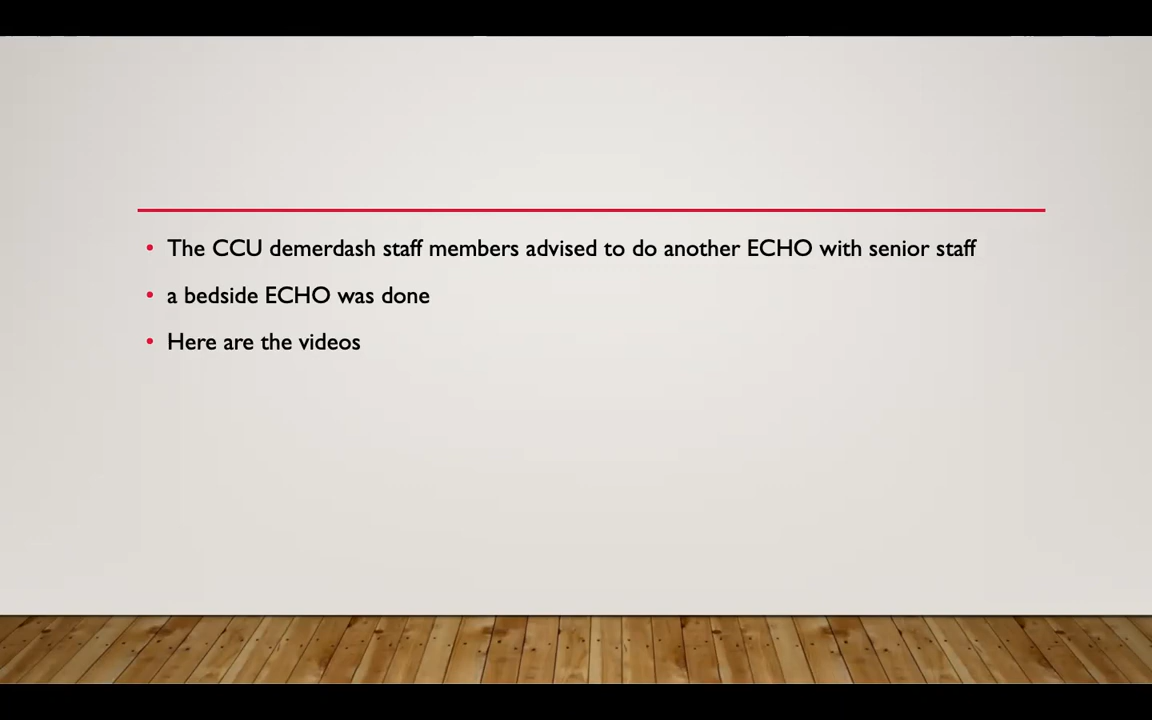 • The CCU demerdash staff members advised to do another ECHO with senior staff
• a bedside ECHO was done
• Here are the videos